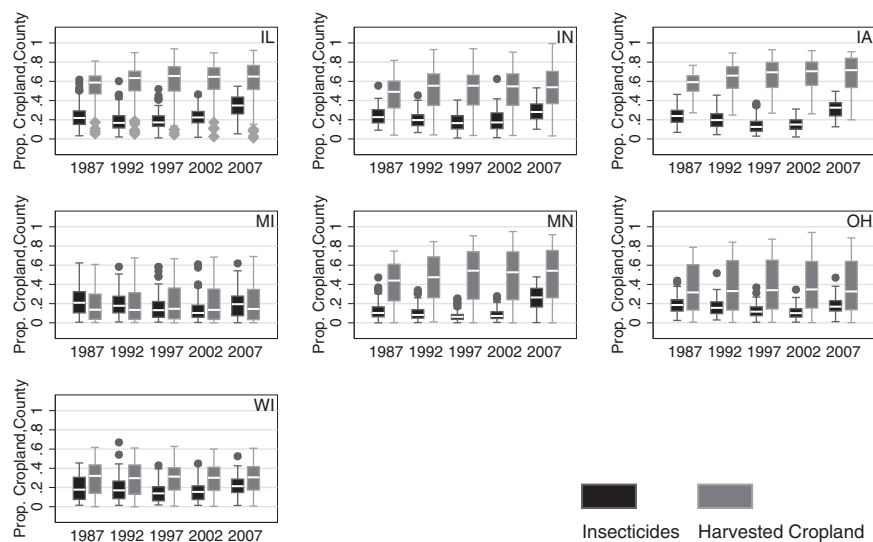 IL
Prop. Cropland,County
0 .2 .4 .6 .8 1
1987 1992 1997 2002 2007
IN
Prop. Cropland,County
0 .2 .4 .6 .8 1
1987 1992 1997 2002 2007
IA
Prop. Cropland,County
0 .2 .4 .6 .8 1
1987 1992 1997 2002 2007
MI
Prop. Cropland,County
0 .2 .4 .6 .8 1
1987 1992 1997 2002 2007
MN
Prop. Cropland,County
0 .2 .4 .6 .8 1
1987 1992 1997 2002 2007
OH
Prop. Cropland,County
0 .2 .4 .6 .8 1
1987 1992 1997 2002 2007
WI
Prop. Cropland,County
0 .2 .4 .6 .8 1
1987 1992 1997 2002 2007
Insecticides Harvested Cropland